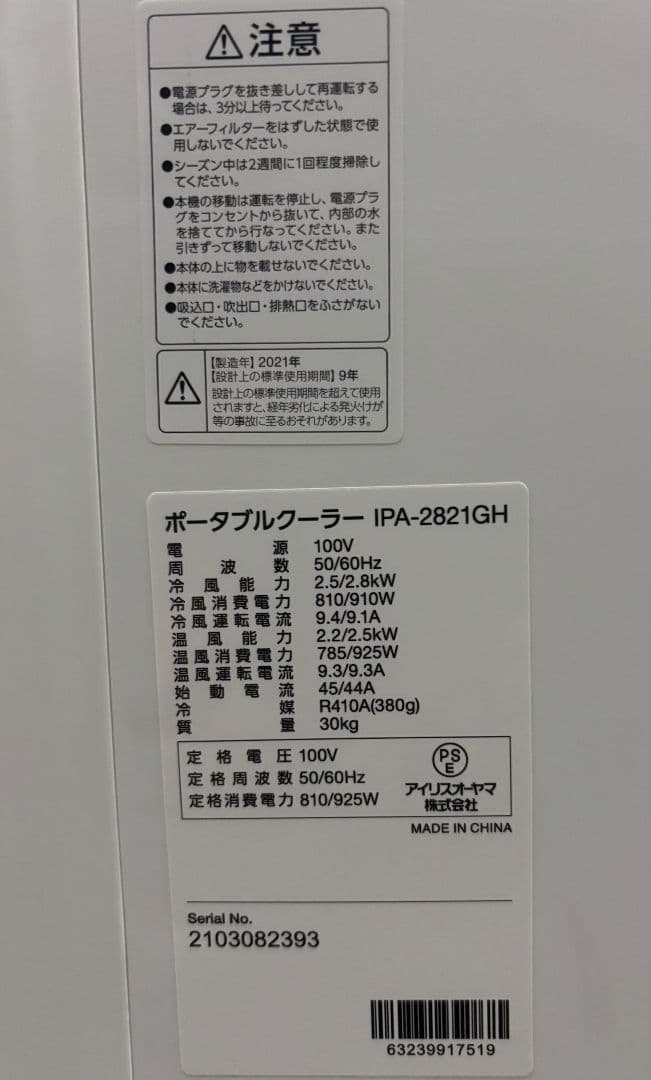 注意
●電源プラグを抜き差しして再運転する
場合は、3分以上待ってください。
●エアーフィルターをはずした状態で使
用しないでください。
●シーズン中は2週間に1回程度掃除し
てください。
●本機の移動は運転を停止し、電源プラ
グをコンセントから抜いて、内部の水
を捨ててから行なってください。また
引きずって移動しないでください。
●本体の上に物を載せないでください。
●本体に洗濯物などをかけないでください。
●吸込口・吹出口・排熱口をふさがない
でください。
【製造年】2021年
【設計上の標準使用期間】9年
設計上の標準使用期間を超えて使用
されますと、経年劣化による発火けが
等の事故に至るおそれがあります。
ポータブルクーラー IPA-2821GH
電源 100V
周波数 50/60Hz
冷風能力 2.5/2.8kW
冷風消費電力 810/910W
冷風運転電流 9.4/9.1A
温風能力 2.2/2.5kW
温風消費電力 785/925W
温風運転電流 9.3/9.3A
始動電流 45/44A
冷媒 R410A(380g)
質量 30kg
定格電圧 100V
定格周波数 50/60Hz
定格消費電力 810/925W
PS
E
アイリスオーヤマ
株式会社
MADE IN CHINA
Serial No.
2103082393
63239917519